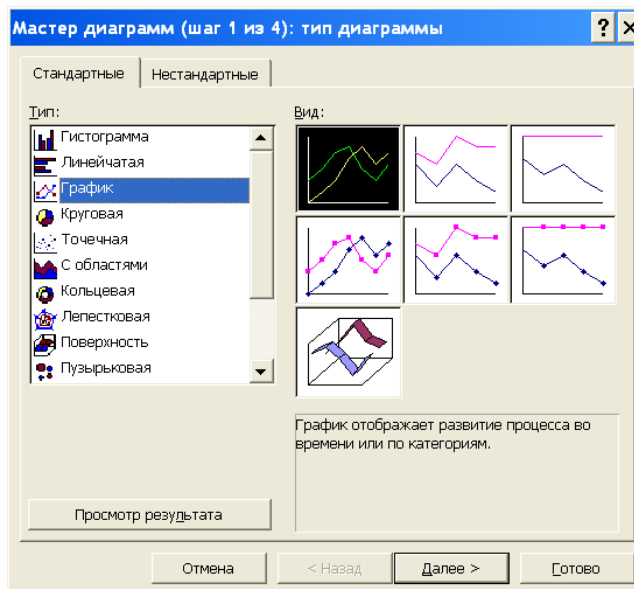 Мастер диаграмм (шаг 1 из 4): тип диаграммы
Стандартные
Нестандартные
Тип:
Гистограмма
Линейчатая
График
Круговая
Точечная
С областями
Кольцевая
Лепестковая
Поверхность
Пузырьковая
Вид:
График отображает развитие процесса во
времени или по категориям.
Просмотр результата
Отмена
< Назад
Далее >
Готово